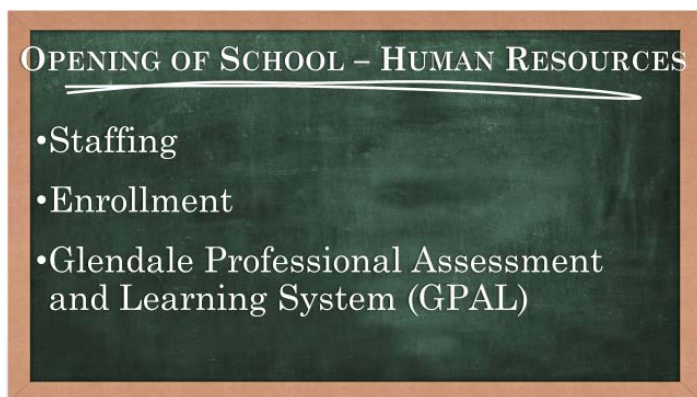 OPENING OF SCHOOL – HUMAN RESOURCES
•Staffing
•Enrollment
•Glendale Professional Assessment
and Learning System (GPAL)